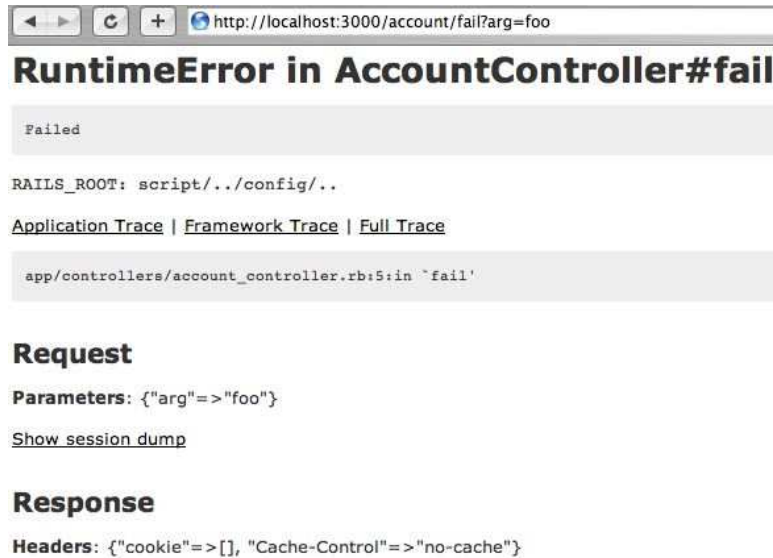 http://localhost:3000/account/fail?arg=foo
RuntimeError in AccountController#fail
Failed
RAILS_ROOT: script/../config/..
Application Trace | Framework Trace | Full Trace
app/controllers/account_controller.rb:5:in `fail'
Request
Parameters: {"arg"=>"foo"}
Show session dump
Response
Headers: {"cookie"=>[], "Cache-Control"=>"no-cache"}